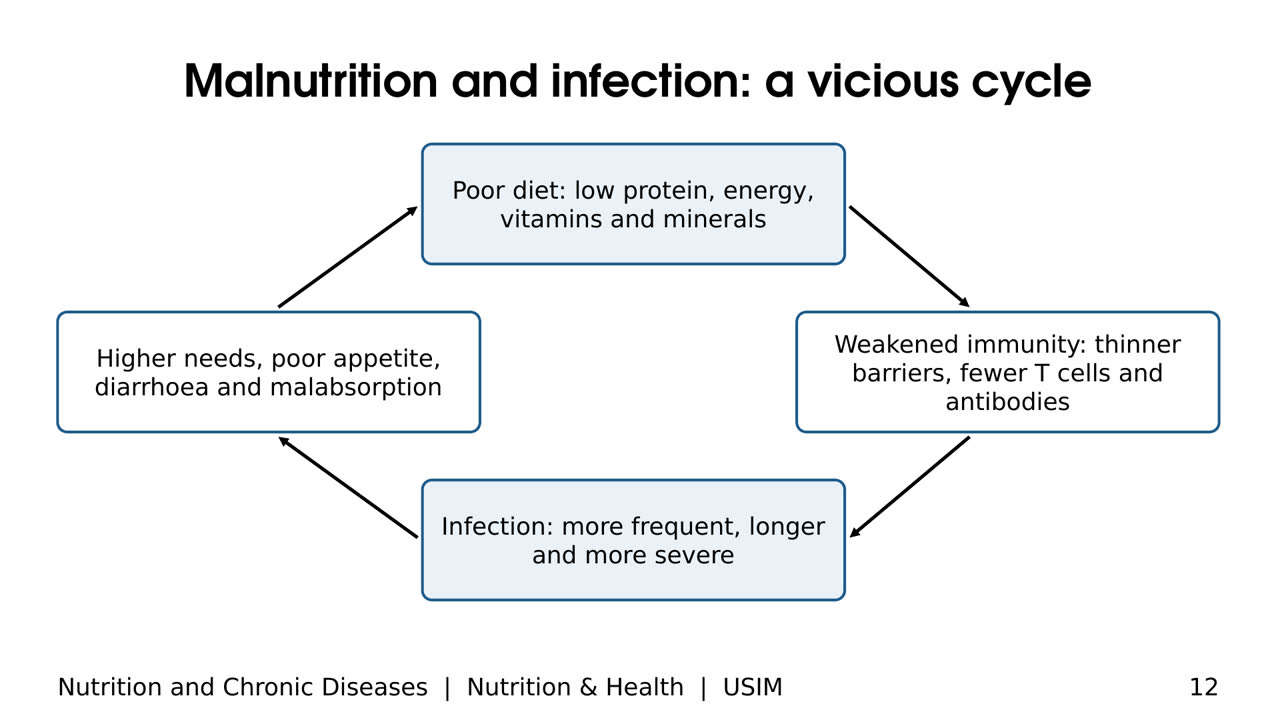 Malnutrition and infection: a vicious cycle
Poor diet: low protein, energy,
vitamins and minerals
Higher needs, poor appetite,
diarrhoea and malabsorption
Weakened immunity: thinner
barriers, fewer T cells and
antibodies
Infection: more frequent, longer
and more severe
Nutrition and Chronic Diseases | Nutrition & Health | USIM
12